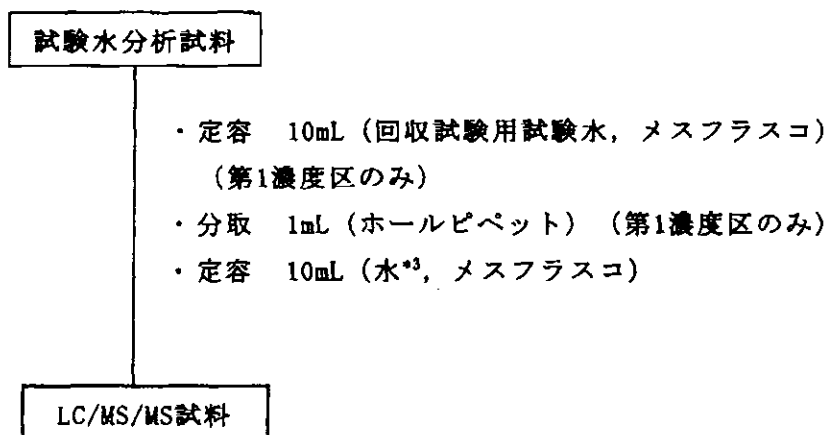 試験水分析試料
・定容 10mL（回収試験用試験水, メスフラスコ）
（第1濃度区のみ）
・分取 1mL（ホールピペット）（第1濃度区のみ）
・定容 10mL（水*3, メスフラスコ）
LC/MS/MS試料